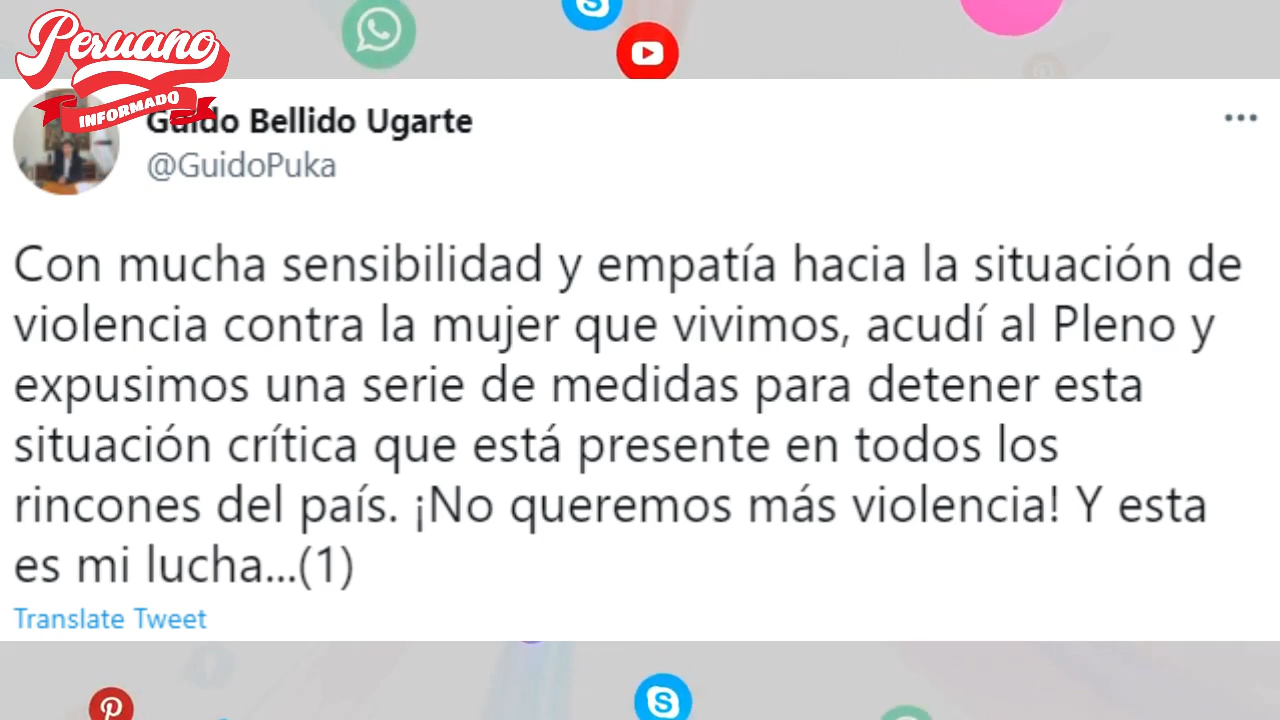 Peruano
INFORMADO
Guido Bellido Ugarte
@GuidoPuka
Con mucha sensibilidad y empatía hacia la situación de
violencia contra la mujer que vivimos, acudí al Pleno y
expusimos una serie de medidas para detener esta
situación crítica que está presente en todos los
rincones del país. ¡No queremos más violencia! Y esta
es mi lucha...(1)
Translate Tweet